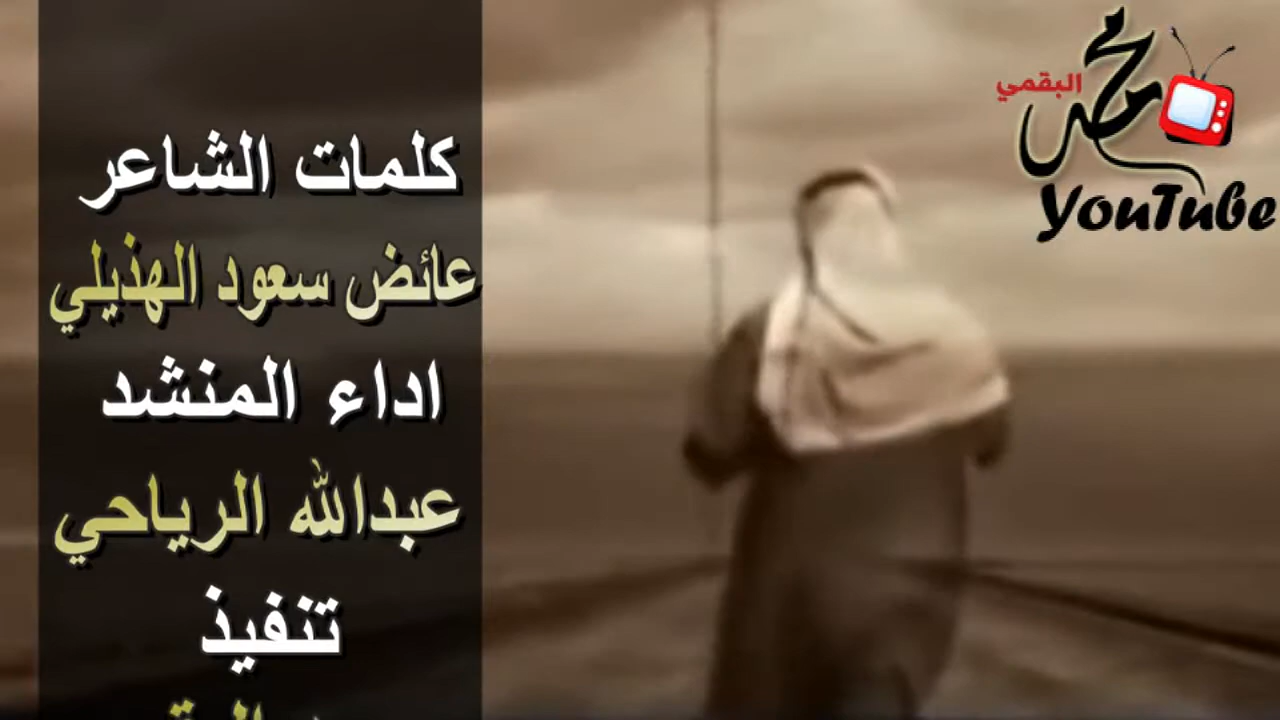 كلمات الشاعر
عائض سعود الهذيلي
اداء المنشد
عبدالله الرياحي
تنفيذ
محمد
البقمي
YouTube